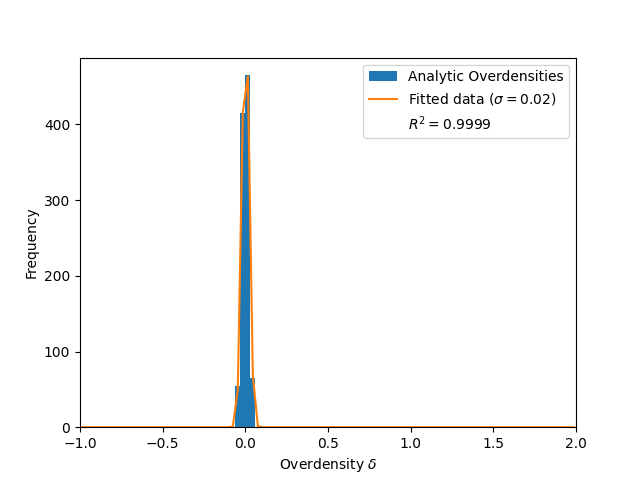 Analytic Overdensities
Fitted data (σ = 0.02)
R² = 0.9999
400
300
200
100
0
Frequency
−1.0 −0.5 0.0 0.5 1.0 1.5 2.0
Overdensity δ